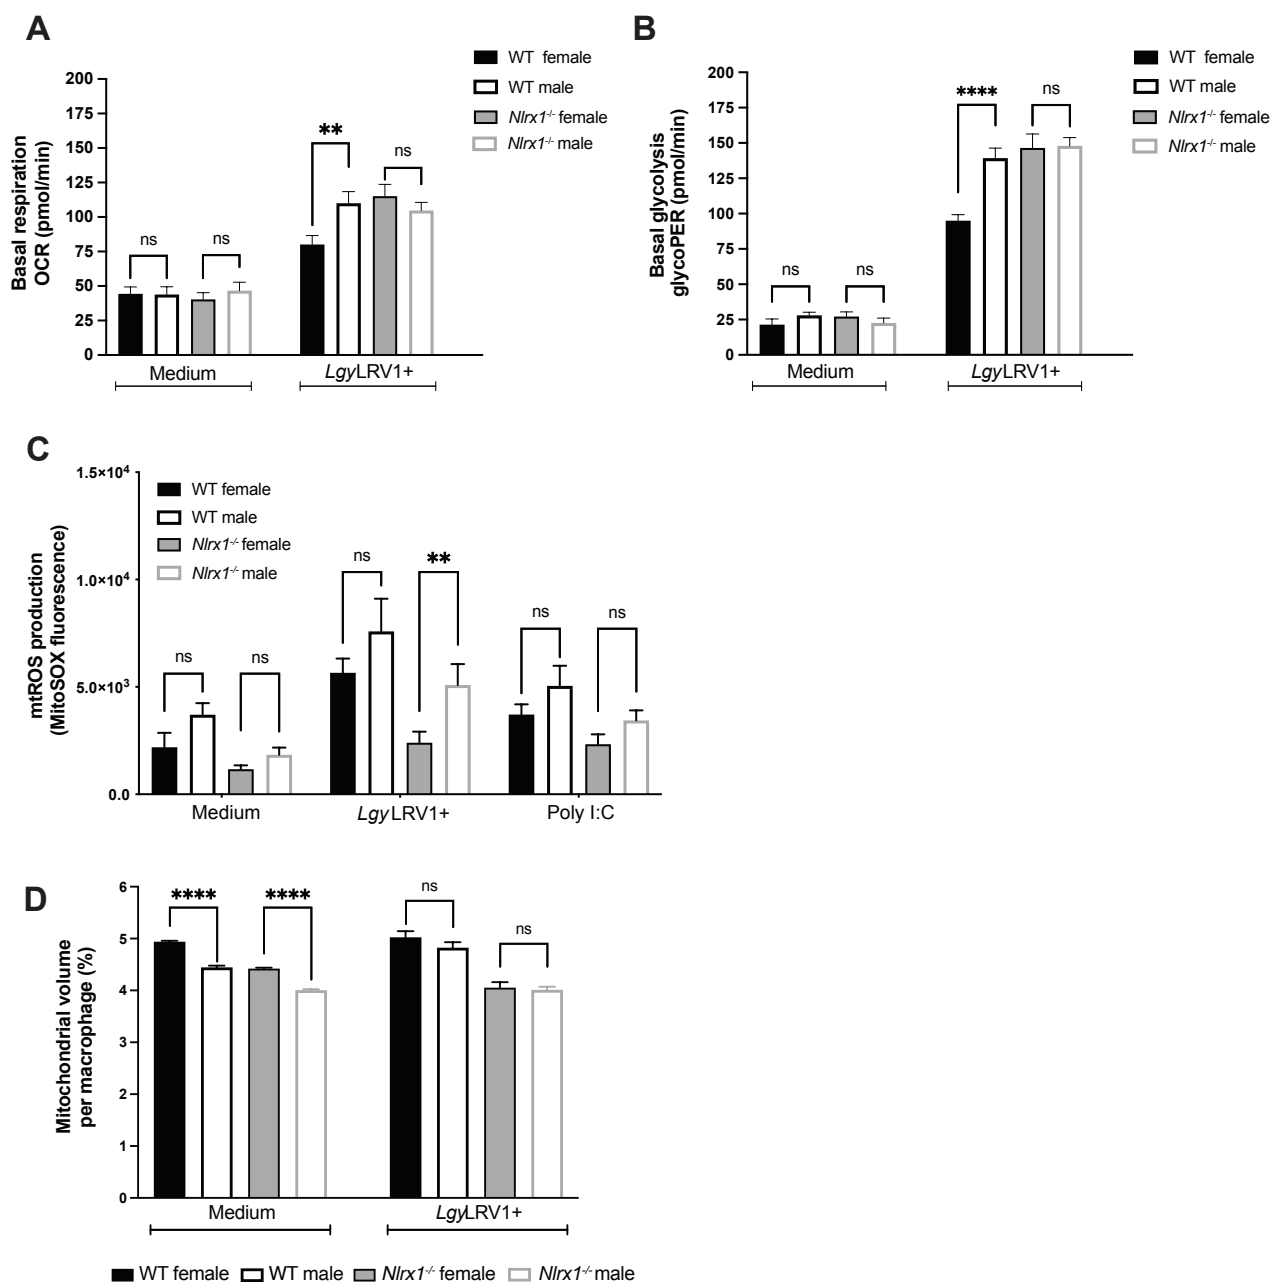 A
WT female
WT male
Nlrx1-/- female
Nlrx1-/- male
Basal respiration
OCR (pmol/min)
200
175
150
125
100
75
50
25
0
ns
ns
**
ns
Medium
LgyLRV1+
B
WT female
WT male
Nlrx1-/- female
Nlrx1-/- male
Basal glycolysis
glycoPER (pmol/min)
200
175
150
125
100
75
50
25
0
ns
ns
****
ns
Medium
LgyLRV1+
C
WT female
WT male
Nlrx1-/- female
Nlrx1-/- male
mtROS production
(MitoSOX fluorescence)
1.5×10⁴
1.0×10⁴
5.0×10³
0.0
ns
ns
ns
**
ns
ns
Medium
LgyLRV1+
Poly I:C
D
Mitochondrial volume
per macrophage (%)
6
5
4
3
2
1
0
****
****
ns
ns
Medium
LgyLRV1+
WT female WT male Nlrx1-/- female Nlrx1-/- male